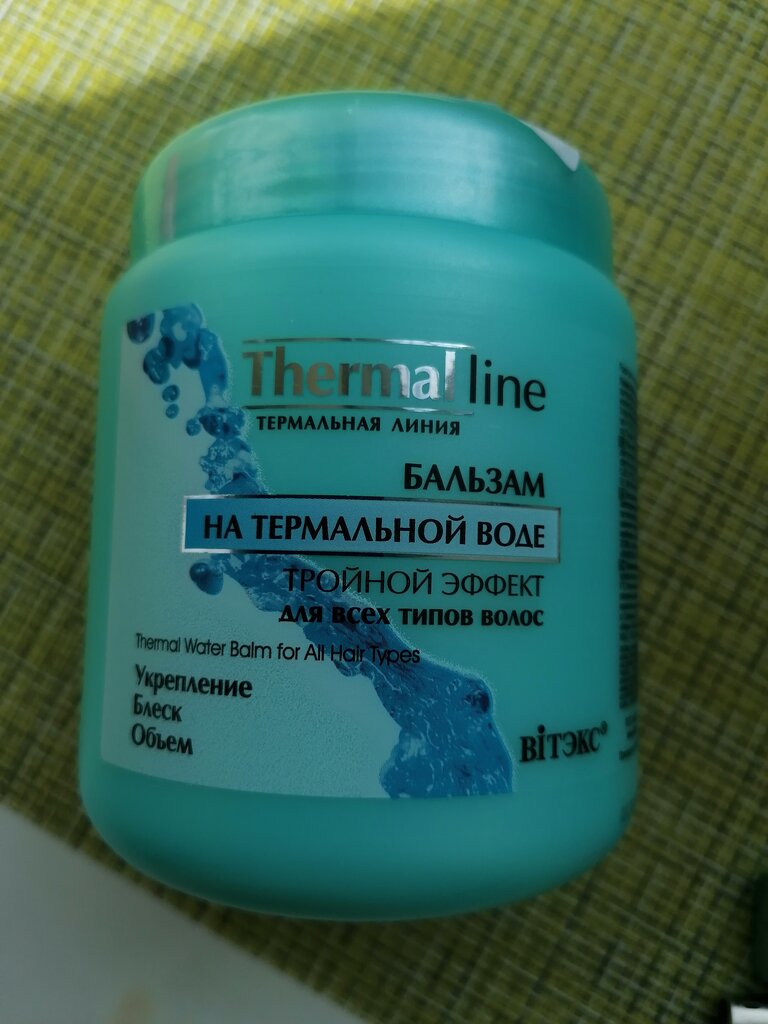 Thermal line
ТЕРМАЛЬНАЯ ЛИНИЯ
БАЛЬЗАМ
НА ТЕРМАЛЬНОЙ ВОДЕ
ТРОЙНОЙ ЭФФЕКТ
ДЛЯ ВСЕХ ТИПОВ ВОЛОС
Thermal Water Balm for All Hair Types
Укрепление
Блеск
Объем
ВіТЭКС®